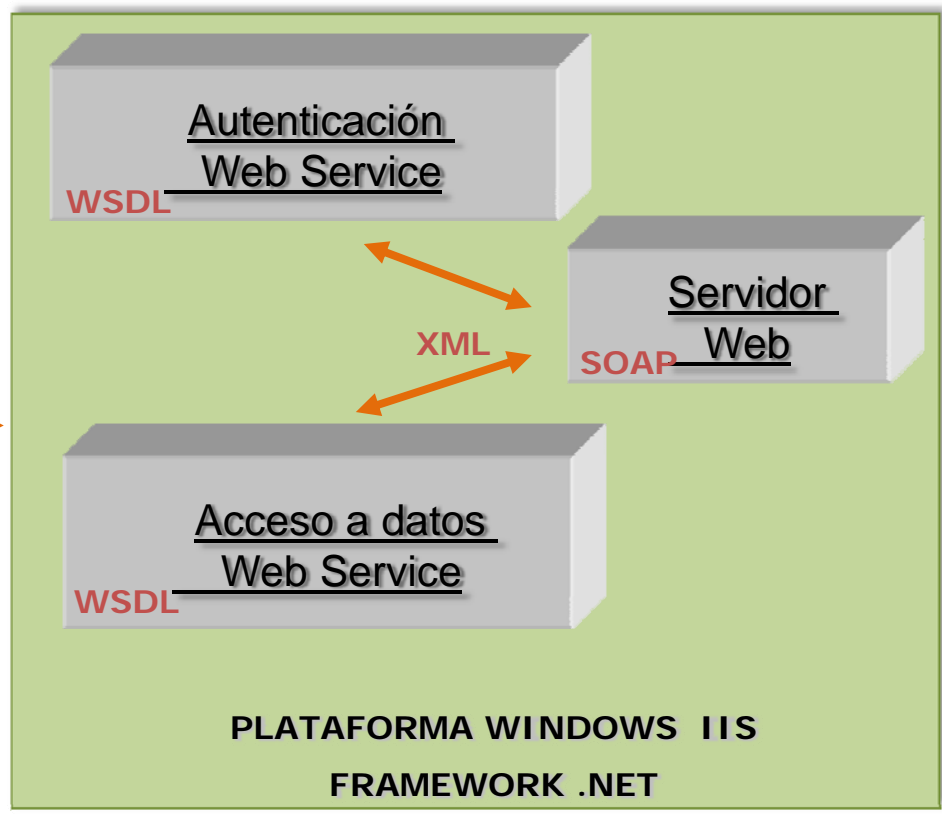 Autenticación
Web Service
WSDL
Servidor
Web
SOAP
XML
Acceso a datos
Web Service
WSDL
PLATAFORMA WINDOWS IIS
FRAMEWORK .NET